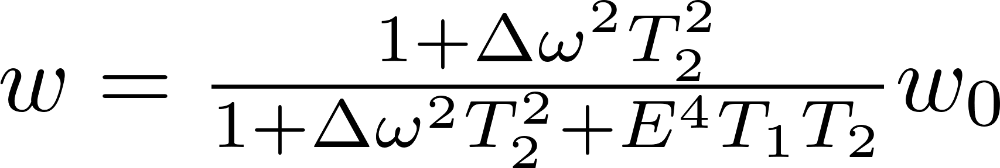 w = \frac{1+\Delta\omega^2 T_2^2}{1+\Delta\omega^2 T_2^2+E^4 T_1 T_2} w_0